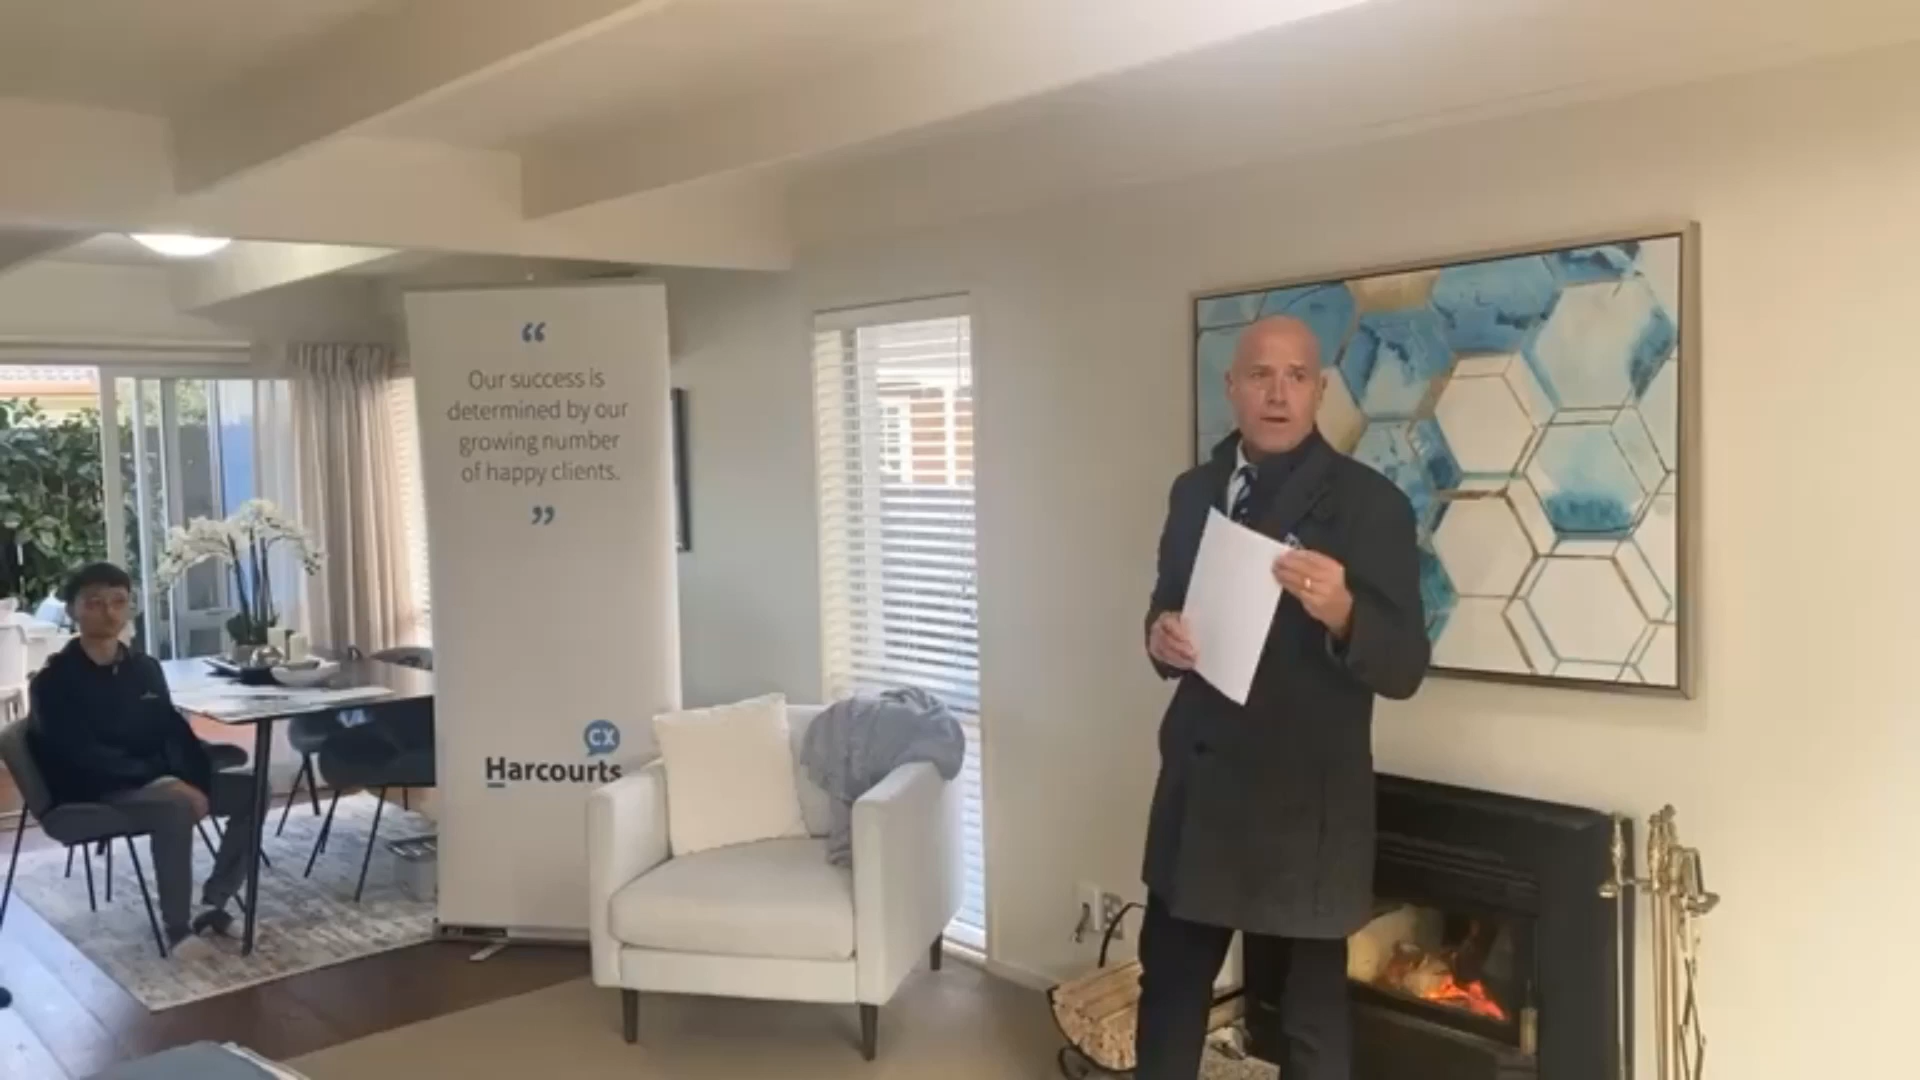 “
Our success is
determined by our
growing number
of happy clients.
”
CX
Harcourts